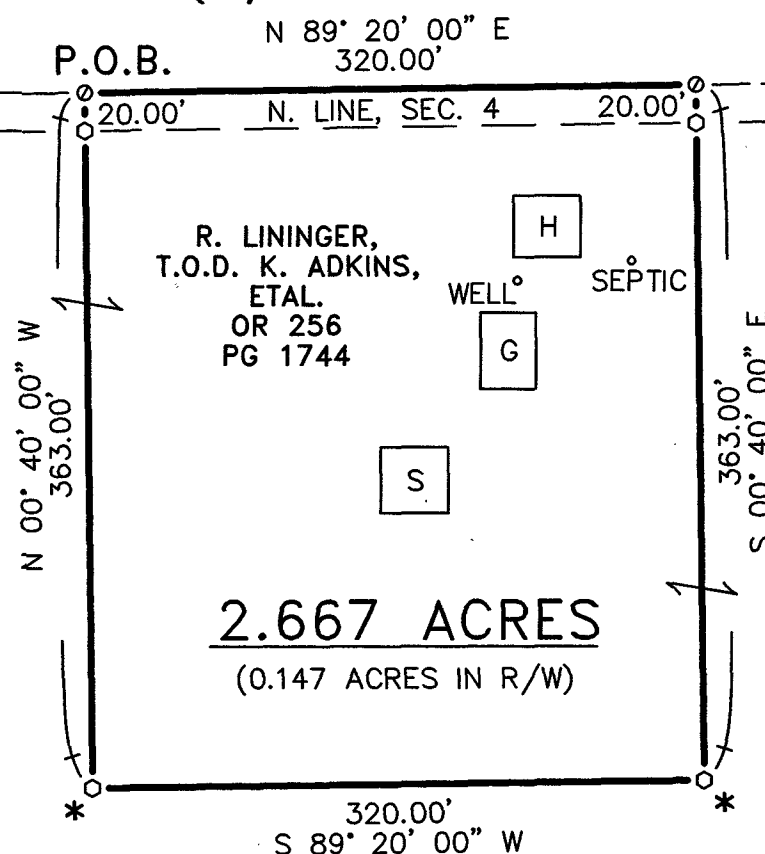 N 89° 20' 00" E
320.00'
P.O.B.
20.00'
N. LINE, SEC. 4
20.00'
H
R. LININGER,
T.O.D. K. ADKINS,
ETAL.
OR 256
PG 1744
WELL
SEPTIC
G
N 00° 40' 00" W
363.00'
363.00'
S 00° 40' 00" E
S
2.667 ACRES
(0.147 ACRES IN R/W)
*
320.00'
*
S 89° 20' 00" W